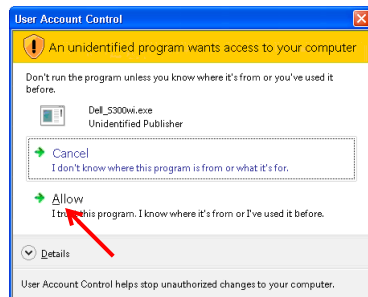 User Account Control
An unidentified program wants access to your computer
Don't run the program unless you know where it's from or you've used it
before.
Dell_S300wi.exe
Unidentified Publisher
Cancel
I don't know where this program is from or what it's for.
Allow
I trust this program. I know where it's from or I've used it before.
Details
User Account Control helps stop unauthorized changes to your computer.